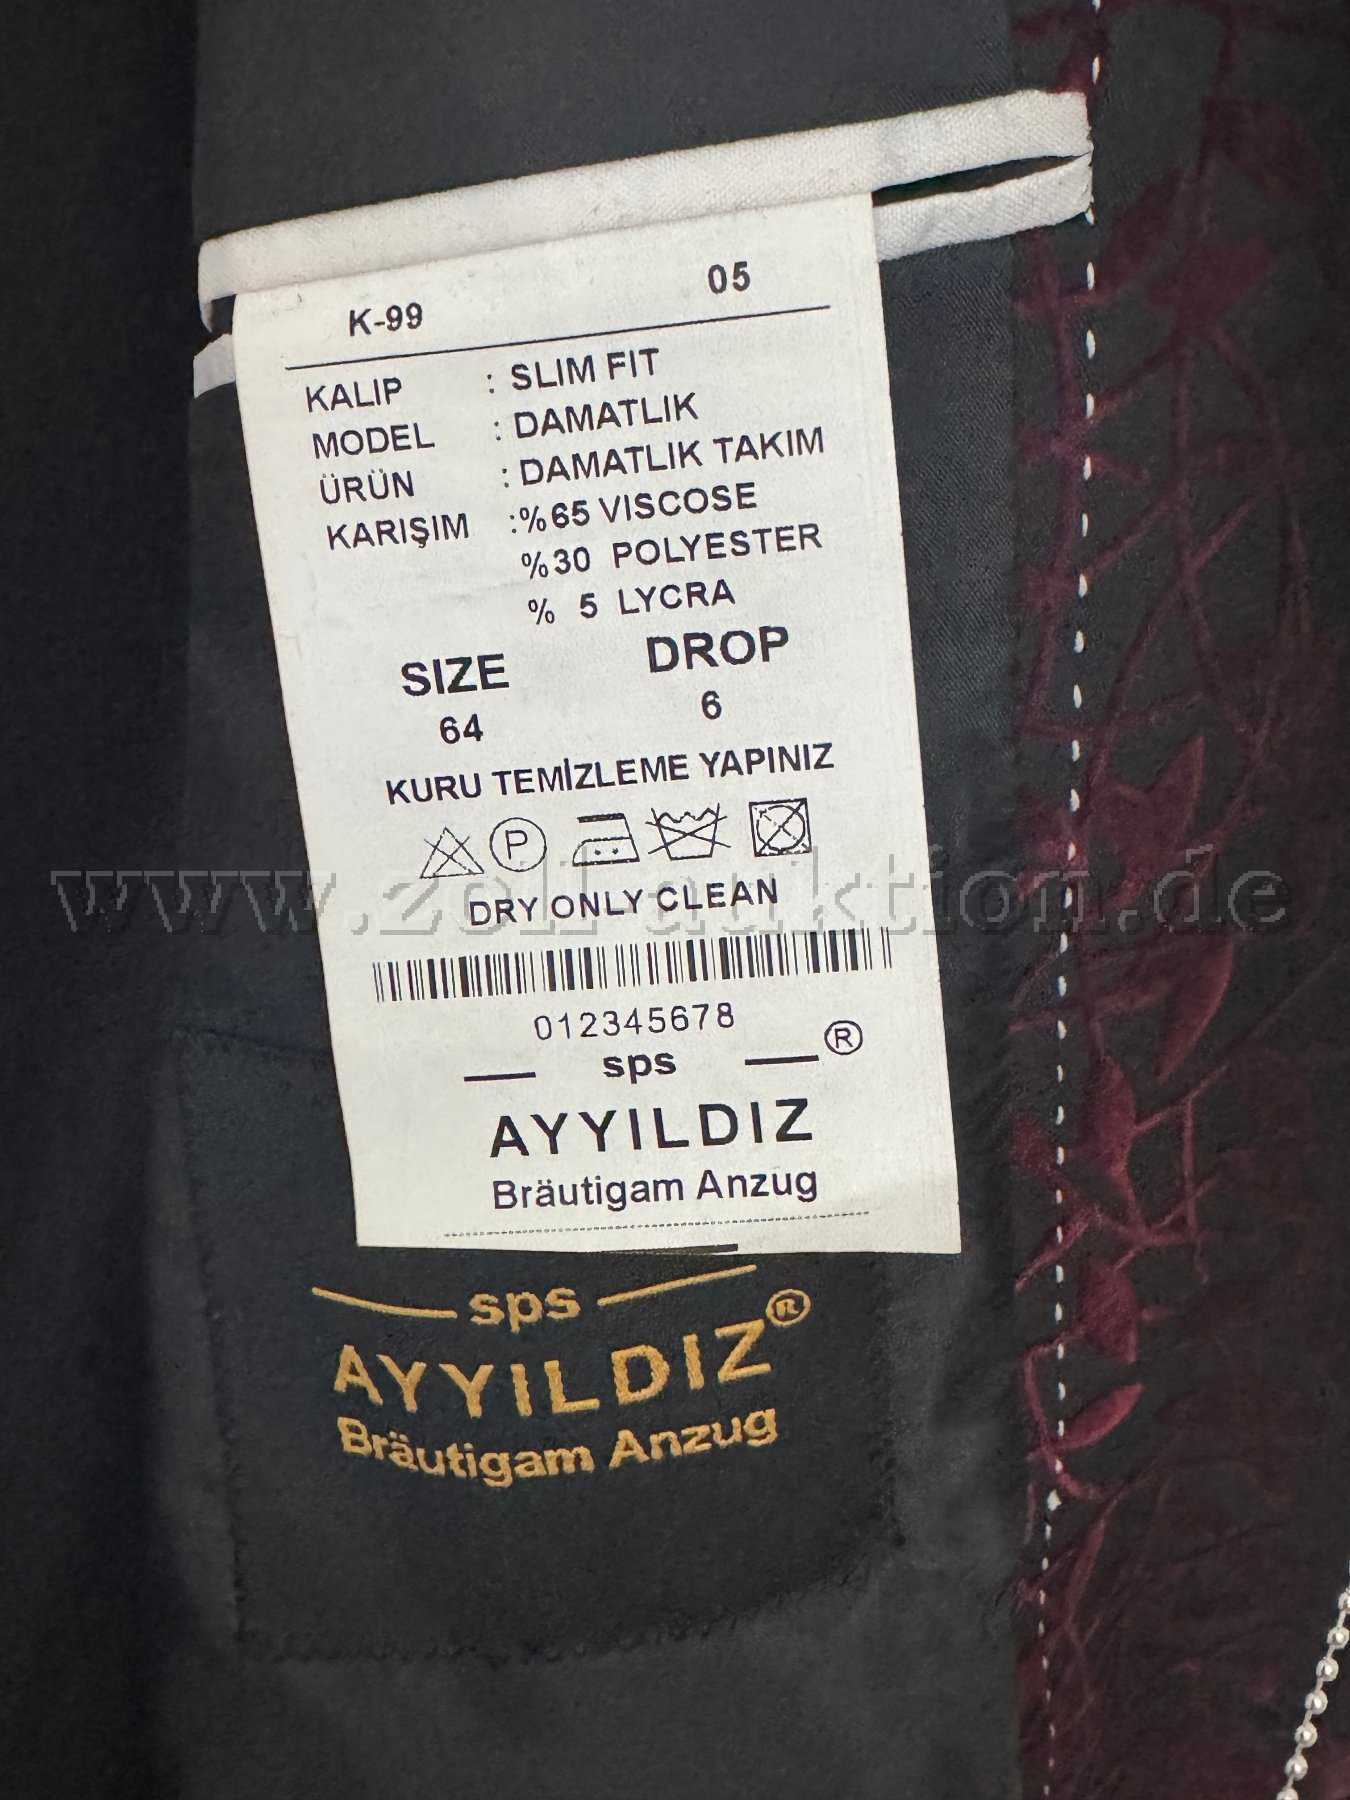 K-99 05
KALIP : SLIM FIT
MODEL : DAMATLIK
ÜRÜN : DAMATLIK TAKIM
KARIŞIM :%65 VISCOSE
%30 POLYESTER
% 5 LYCRA
SIZE DROP
64 6
KURU TEMİZLEME YAPINIZ
P
DRY ONLY CLEAN
012345678
sps ®
AYYILDIZ
Bräutigam Anzug
sps
AYYILDIZ®
Bräutigam Anzug
www.zoll-auktion.de